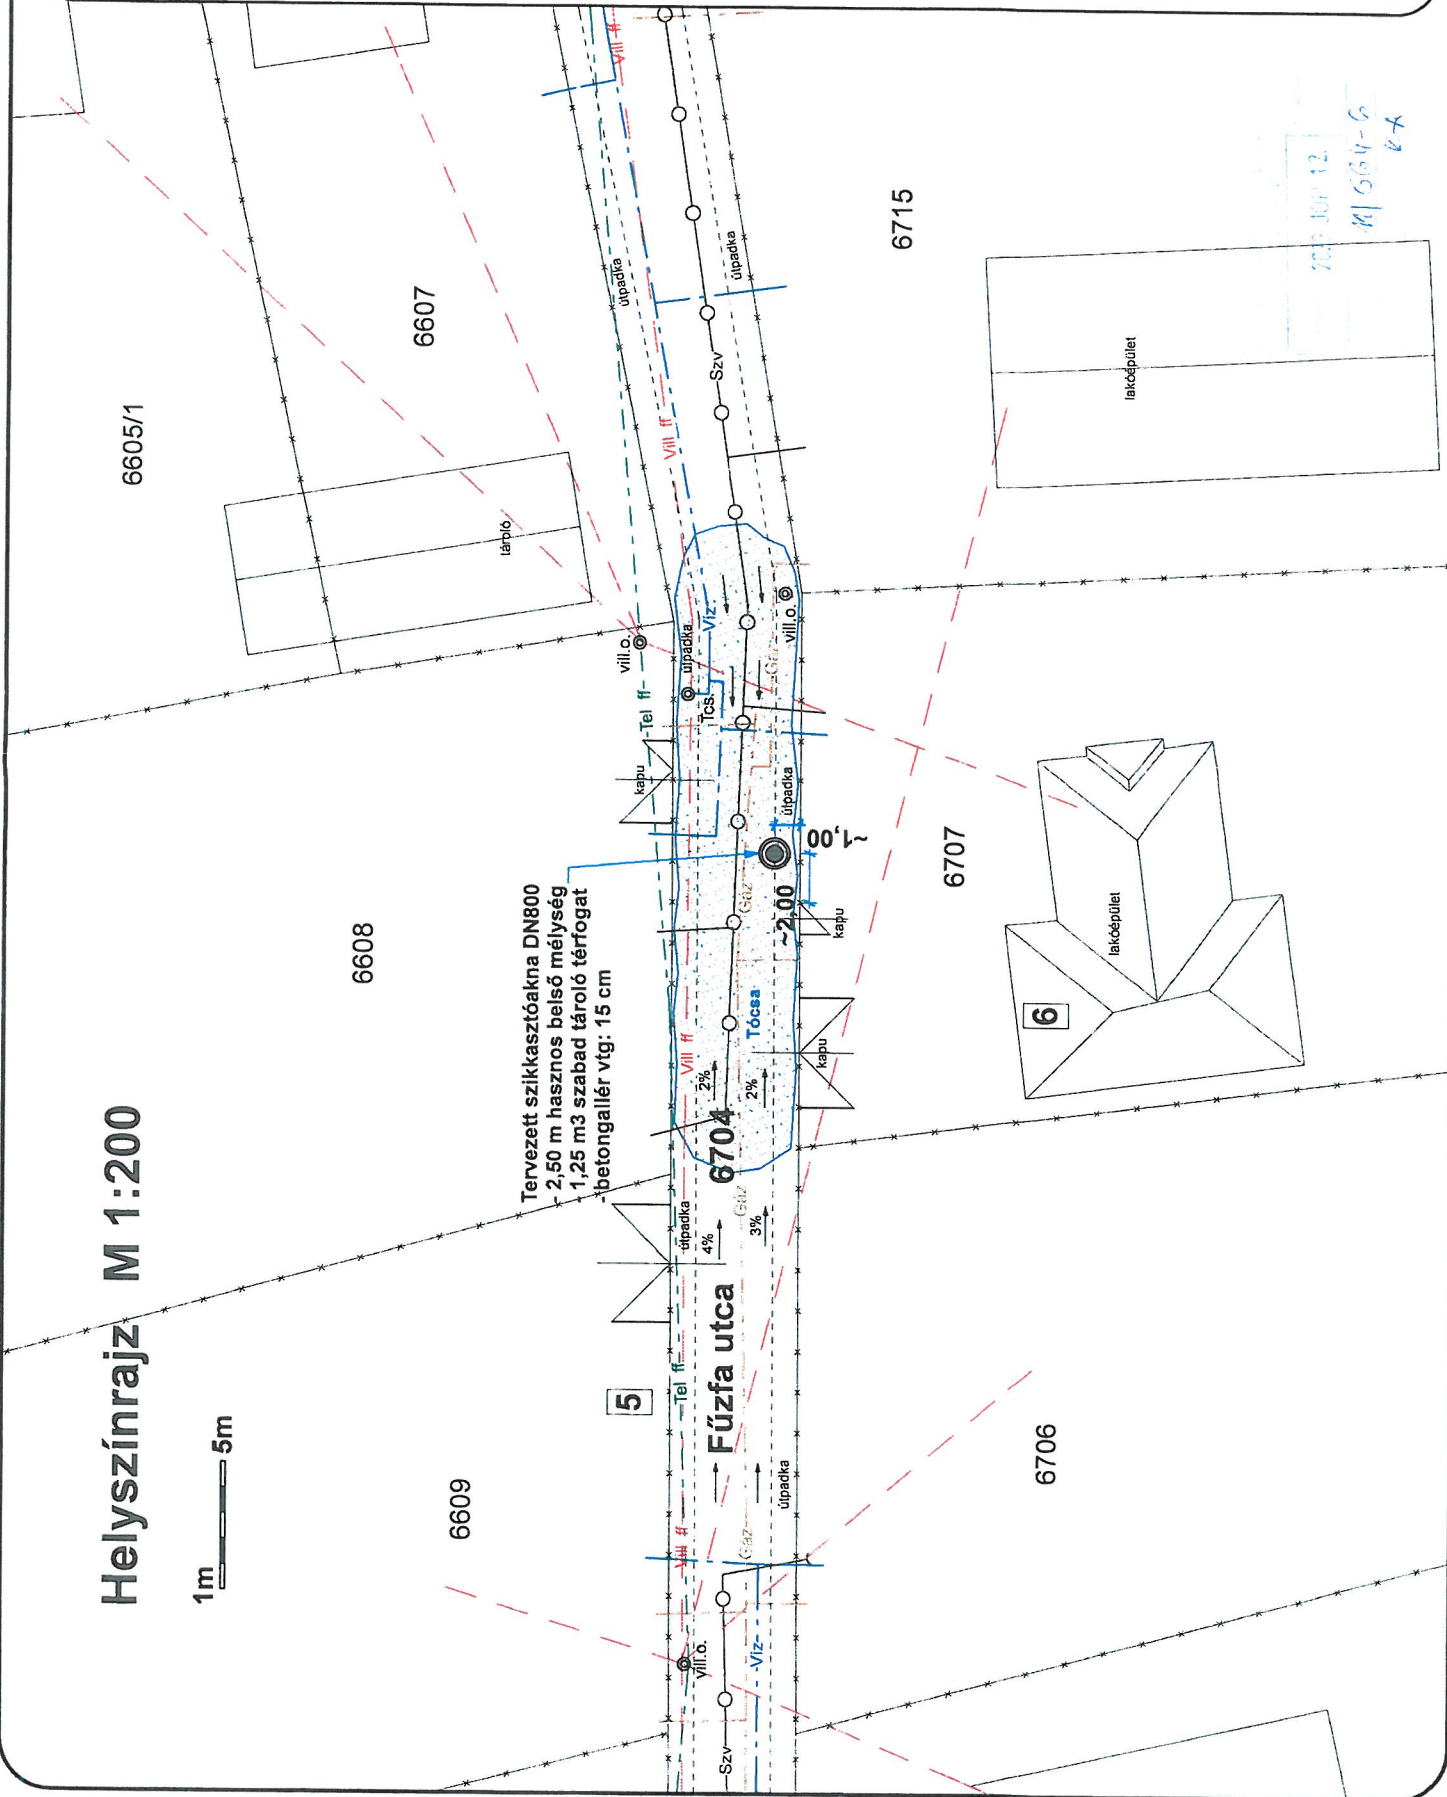 Helyszínrajz M 1:200
1m 5m
6605/1
6607
tároló
6608
6609
Tervezett szikkasztóakna DN800
- 2,50 m hasznos belső mélység
- 1,25 m3 szabad tároló térfogat
- betongallér vtg: 15 cm
5
kapu
vill.o.
Tel ff
Tel ff
útpadka
útpadka
útpadka
Vill ff
Vill ff
Vill ff
Vill ff
vill.o.
Tcs.
Víz
Szv
Szv
4%
2%
6704
Fűzfa utca
Gáz
Gáz
Gáz
Gáz
Víz
3%
2%
Tócsa
~2,00
~1,00
útpadka
útpadka
útpadka
vill.o.
kapu
kapu
6715
6707
6706
lakóépület
lakóépület
6